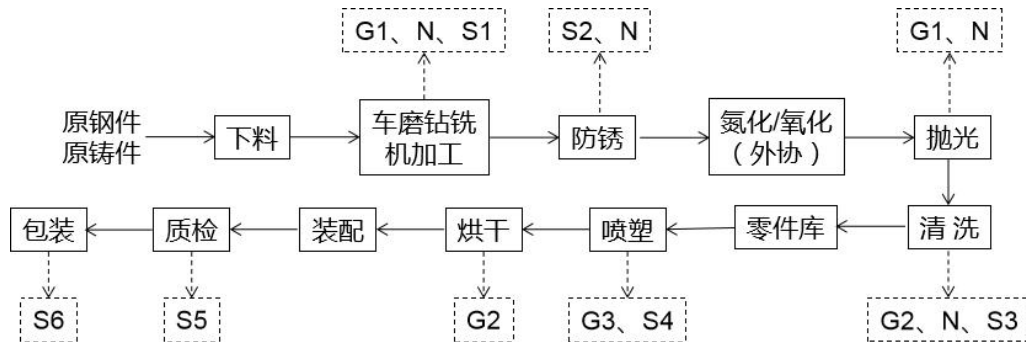 G1、N、S1
S2、N
G1、N
原钢件
原铸件
下料
车磨钻铣
机加工
防锈
氮化/氧化
（外协）
抛光
包装
质检
装配
烘干
喷塑
零件库
清 洗
S6
S5
G2
G3、S4
G2、N、S3